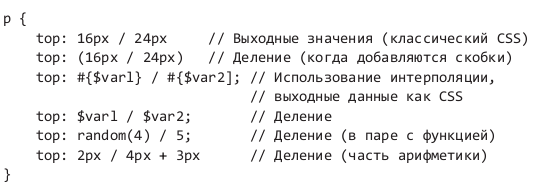 p {
top: 16px / 24px // Выходные значения (классический CSS)
top: (16px / 24px) // Деление (когда добавляются скобки)
top: #{$varl} / #{$var2]; // Использование интерполяции,
// выходные данные как CSS
top: $varl / $var2; // Деление
top: random(4) / 5; // Деление (в паре с функцией)
top: 2px / 4px + 3px // Деление (часть арифметики)
}